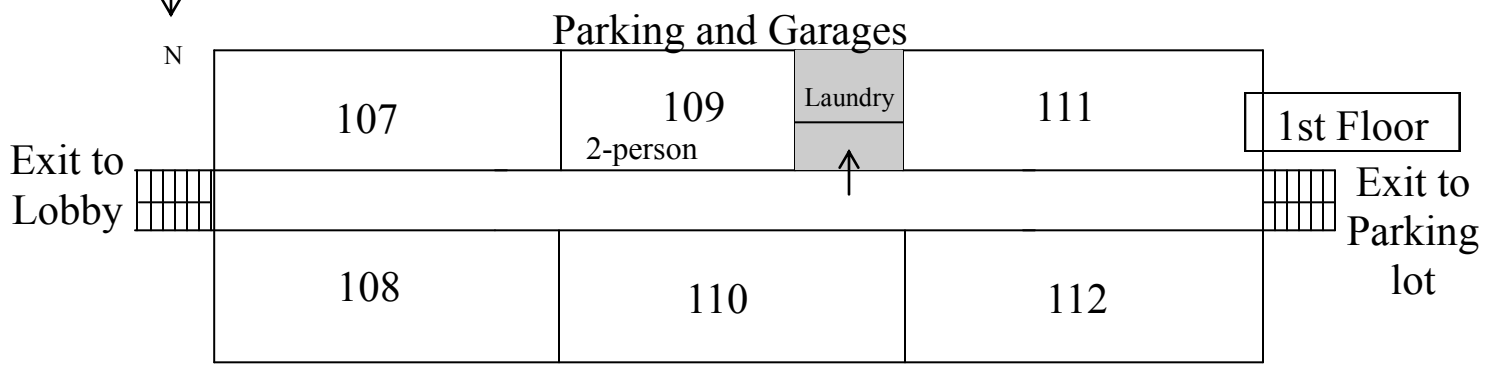 Parking and Garages
N
107
109
Laundry
111
1st Floor
2-person
Exit to
Lobby
Exit to
Parking
lot
108
110
112